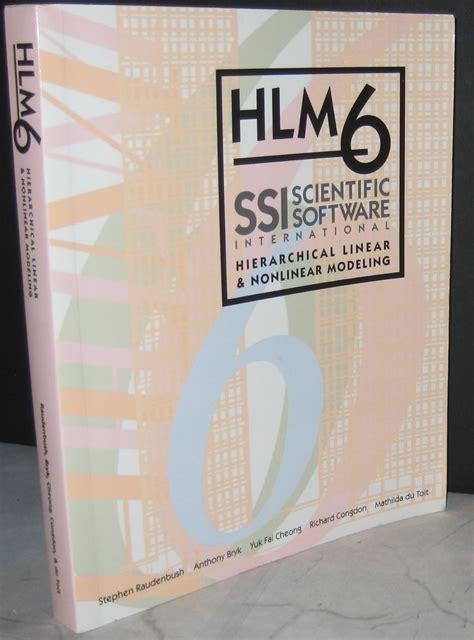 HLM6
HIERARCHICAL LINEAR
& NONLINEAR MODELING
Raudenbush, Bryk, Cheong, Congdon, & du Toit
HLM6
SSI SCIENTIFIC
SOFTWARE
INTERNATIONAL
HIERARCHICAL LINEAR
& NONLINEAR MODELING
6
Stephen Raudenbush Anthony Bryk Yuk Fai Cheong Richard Congdon Mathilda du Toit